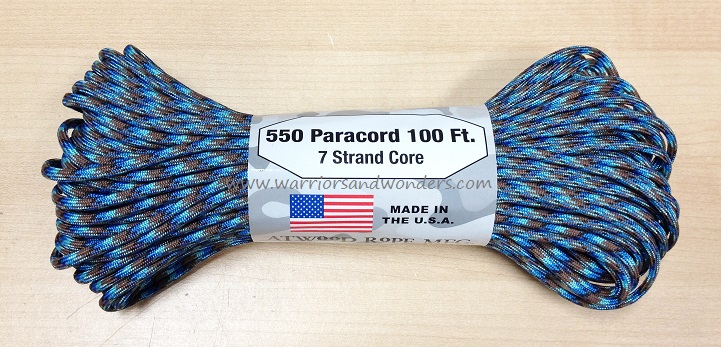 550 Paracord 100 Ft.
7 Strand Core
www.warriorsandwonders.com
MADE IN
THE U.S.A.
ATWOOD ROPE MFG